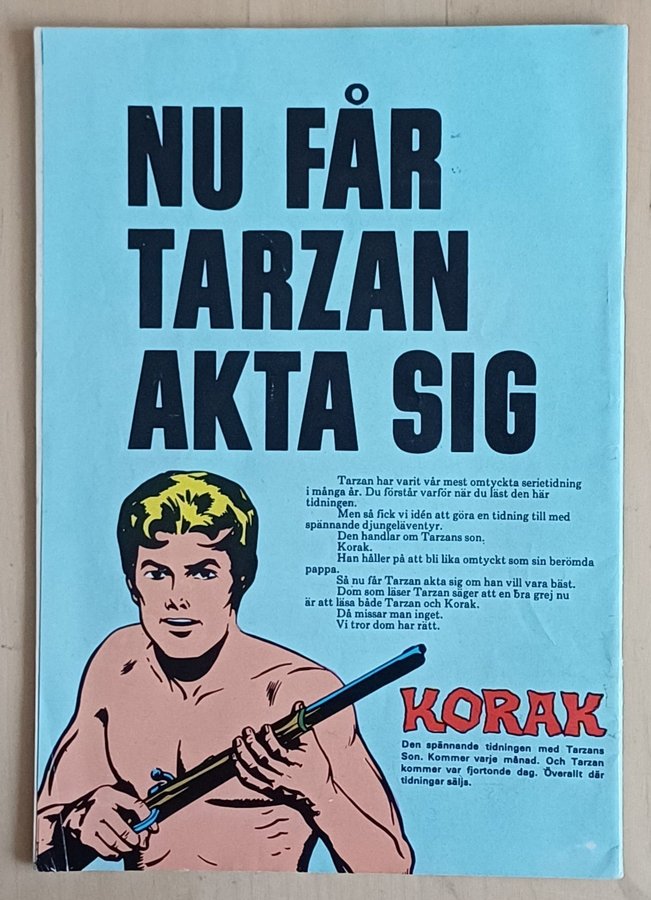 NU FÅR
TARZAN
AKTA SIG
Tarzan har varit vår mest omtyckta serietidning
i många år. Du förstår varför när du läst den här
tidningen.
Men så fick vi idén att göra en tidning till med
spännande djungeläventyr.
Den handlar om Tarzans son.
Korak.
Han håller på att bli lika omtyckt som sin berömda
pappa.
Så nu får Tarzan akta sig om han vill vara bäst.
Dom som läser Tarzan säger att en bra grej nu
är att läsa både Tarzan och Korak.
Då missar man inget.
Vi tror dom har rätt.
KORAK
Den spännande tidningen med Tarzans
Son. Kommer varje månad. Och Tarzan
kommer var fjortonde dag. Överallt där
tidningar säljs.